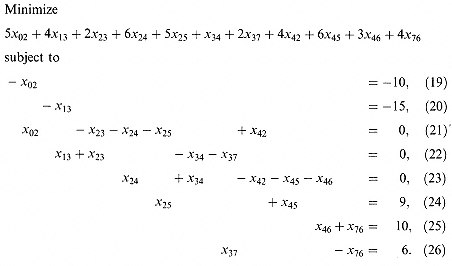 Minimize
5x₀₂ + 4x₁₃ + 2x₂₃ + 6x₂₄ + 5x₂₅ + x₃₄ + 2x₃₇ + 4x₄₂ + 6x₄₅ + 3x₄₆ + 4x₇₆
subject to
− x₀₂ = −10, (19)
− x₁₃ = −15, (20)
x₀₂ − x₂₃ − x₂₄ − x₂₅ + x₄₂ = 0, (21)
x₁₃ + x₂₃ − x₃₄ − x₃₇ = 0, (22)
x₂₄ + x₃₄ − x₄₂ − x₄₅ − x₄₆ = 0, (23)
x₂₅ + x₄₅ = 9, (24)
x₄₆ + x₇₆ = 10, (25)
x₃₇ − x₇₆ = 6. (26)